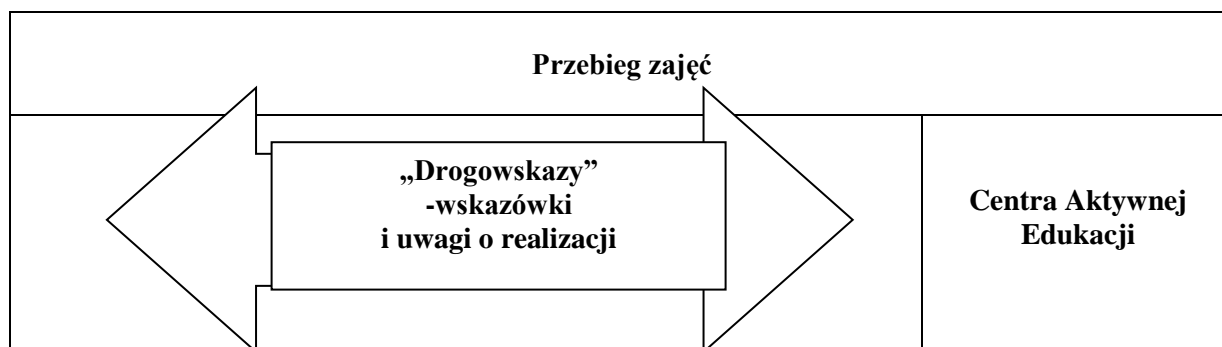 Przebieg zajęć
„Drogowskazy”
-wskazówki
i uwagi o realizacji
Centra Aktywnej
Edukacji